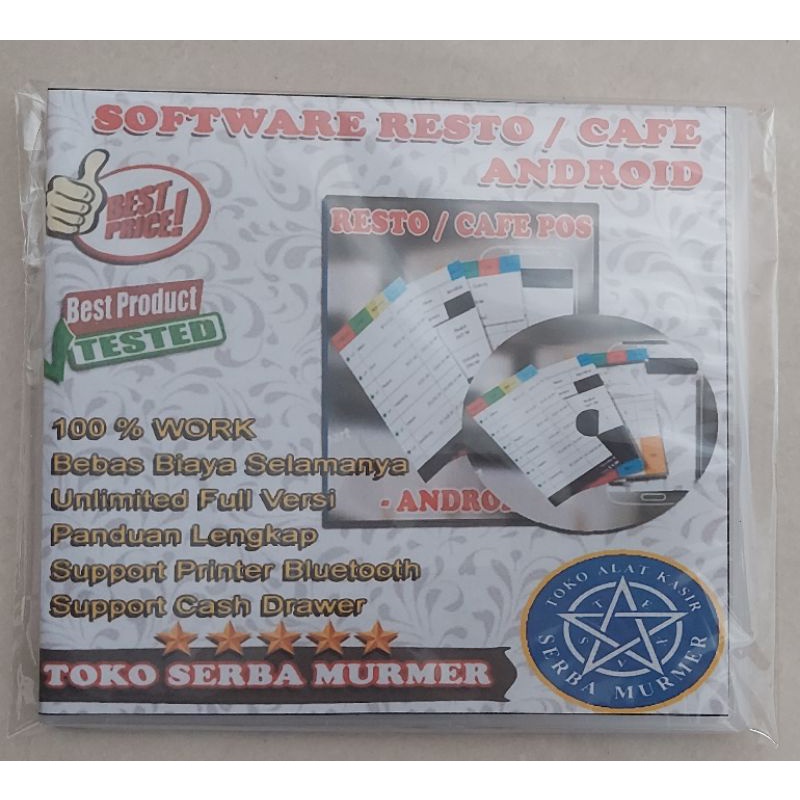 SOFTWARE RESTO / CAFE
ANDROID
BEST
PRICE!
RESTO / CAFE POS
Best Product
TESTED
100 % WORK
Bebas Biaya Selamanya
Unlimited Full Versi
Panduan Lengkap
Support Printer Bluetooth
Support Cash Drawer
TOKO SERBA MURMER
TOKO ALAT KASIR
SERBA MURMER